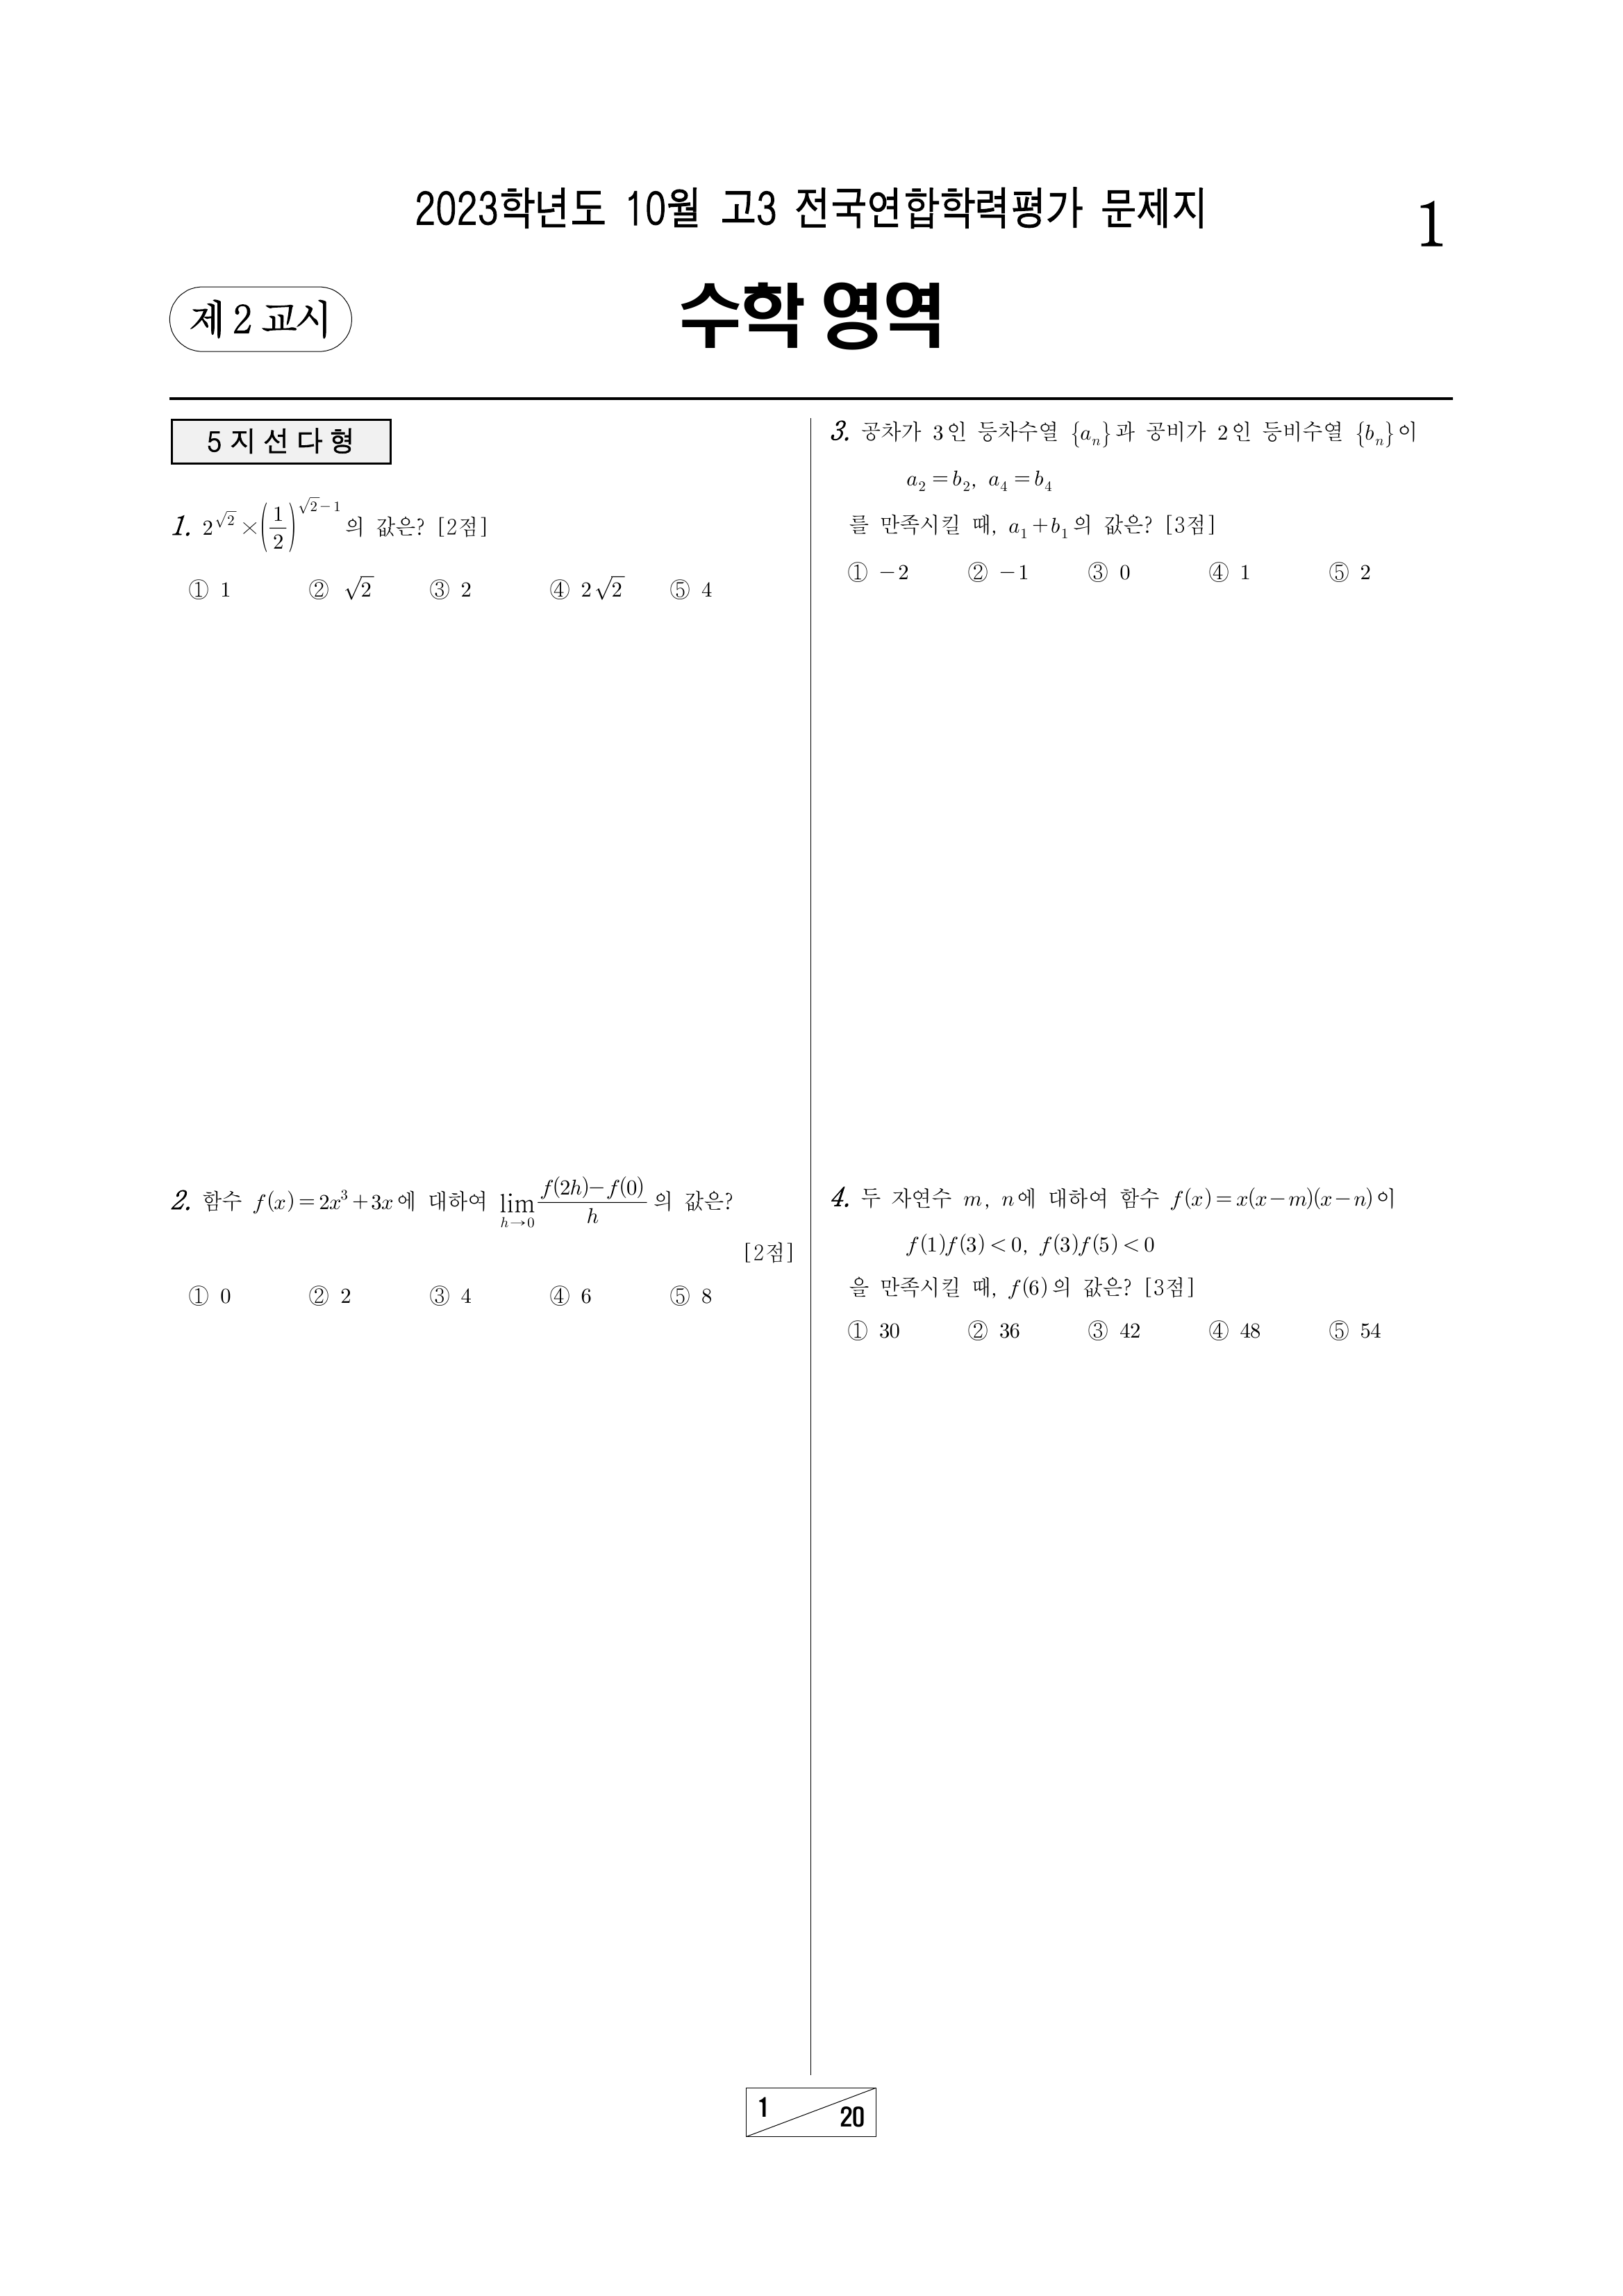 2023학년도 10월 고3 전국연합학력평가 문제지
1
제 2 교시
수학 영역
5 지 선 다 형
1. $2^{\sqrt{2}} \times \left(\frac{1}{2}\right)^{\sqrt{2}-1}$의 값은? [2점]
① 1 ② $\sqrt{2}$ ③ 2 ④ $2\sqrt{2}$ ⑤ 4
2. 함수 $f(x)=2x^3+3x$에 대하여 $\lim_{h \to 0} \frac{f(2h)-f(0)}{h}$의 값은?
[2점]
① 0 ② 2 ③ 4 ④ 6 ⑤ 8
3. 공차가 3인 등차수열 $\{a_n\}$과 공비가 2인 등비수열 $\{b_n\}$이
$a_2=b_2,\ a_4=b_4$
를 만족시킬 때, $a_1+b_1$의 값은? [3점]
① −2 ② −1 ③ 0 ④ 1 ⑤ 2
4. 두 자연수 $m$, $n$에 대하여 함수 $f(x)=x(x-m)(x-n)$이
$f(1)f(3)<0,\ f(3)f(5)<0$
을 만족시킬 때, $f(6)$의 값은? [3점]
① 30 ② 36 ③ 42 ④ 48 ⑤ 54
1
20